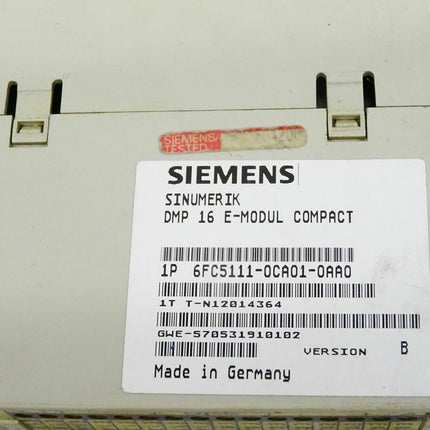 SIEMENS/
TESTED
SIEMENS
SINUMERIK
DMP 16 E-MODUL COMPACT
1P 6FC5111-0CA01-0AA0
1T T-N12014364
GWE-570531910102
VERSION B
Made in Germany